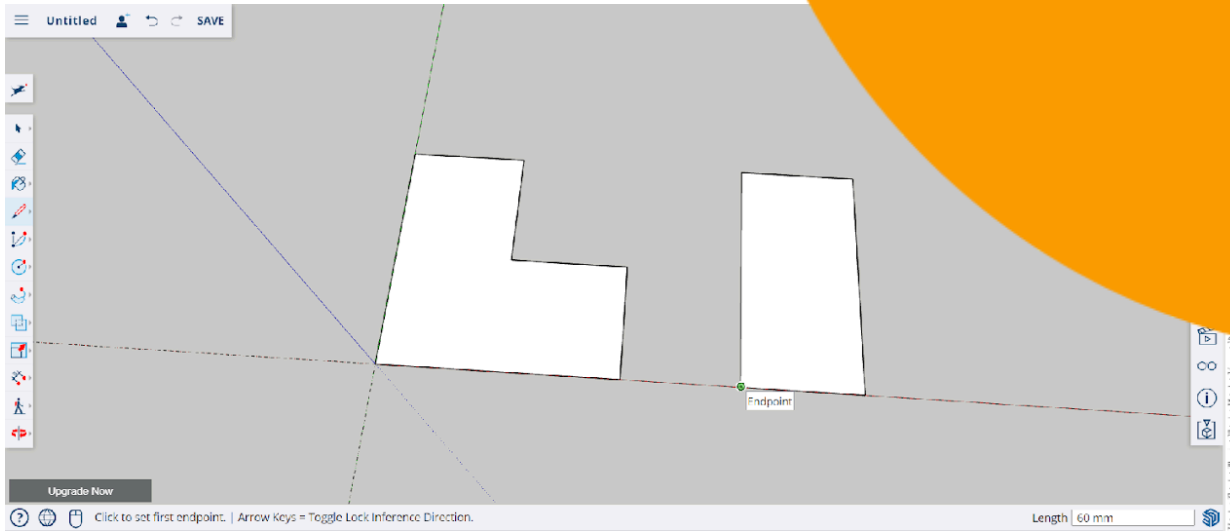 Untitled
SAVE
Endpoint
Upgrade Now
Click to set first endpoint. | Arrow Keys = Toggle Lock Inference Direction.
Length 60 mm